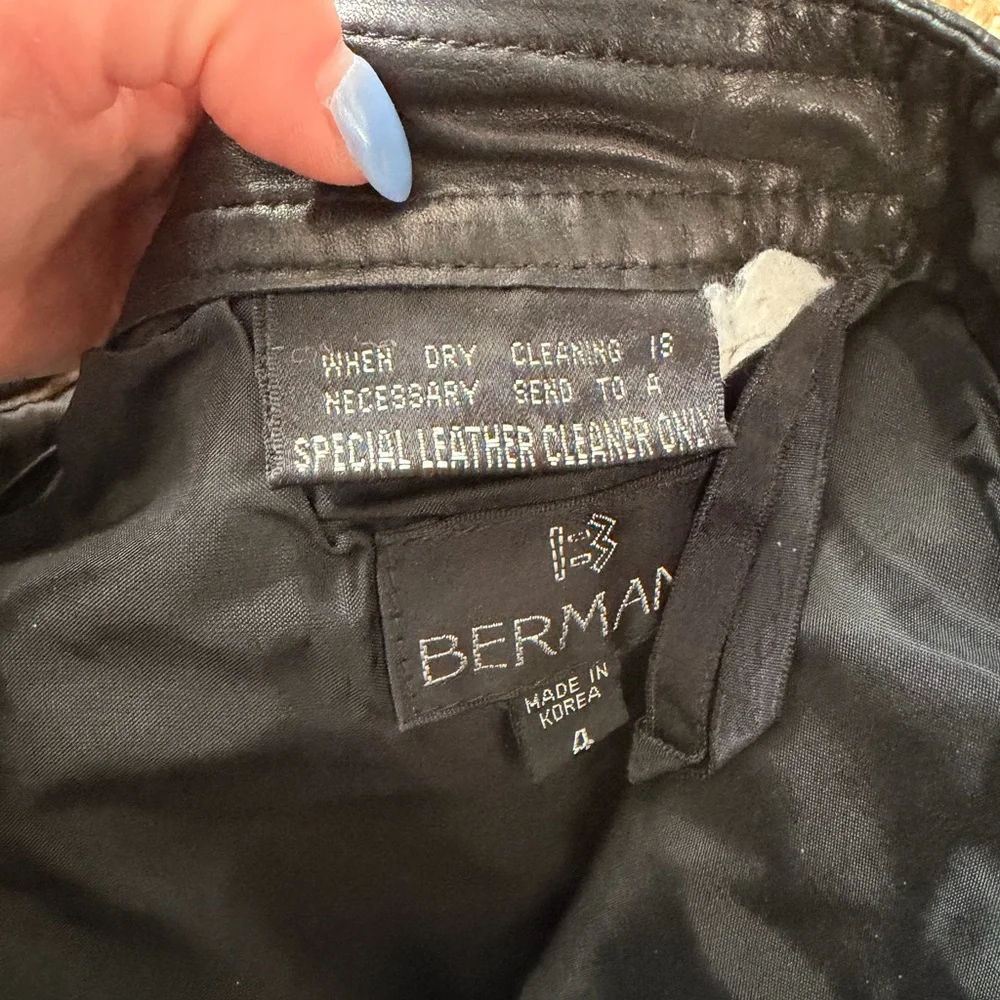 WHEN DRY CLEANING IS
NECESSARY SEND TO A
SPECIAL LEATHER CLEANER ONLY
B
BERMAN
MADE IN
KOREA
4